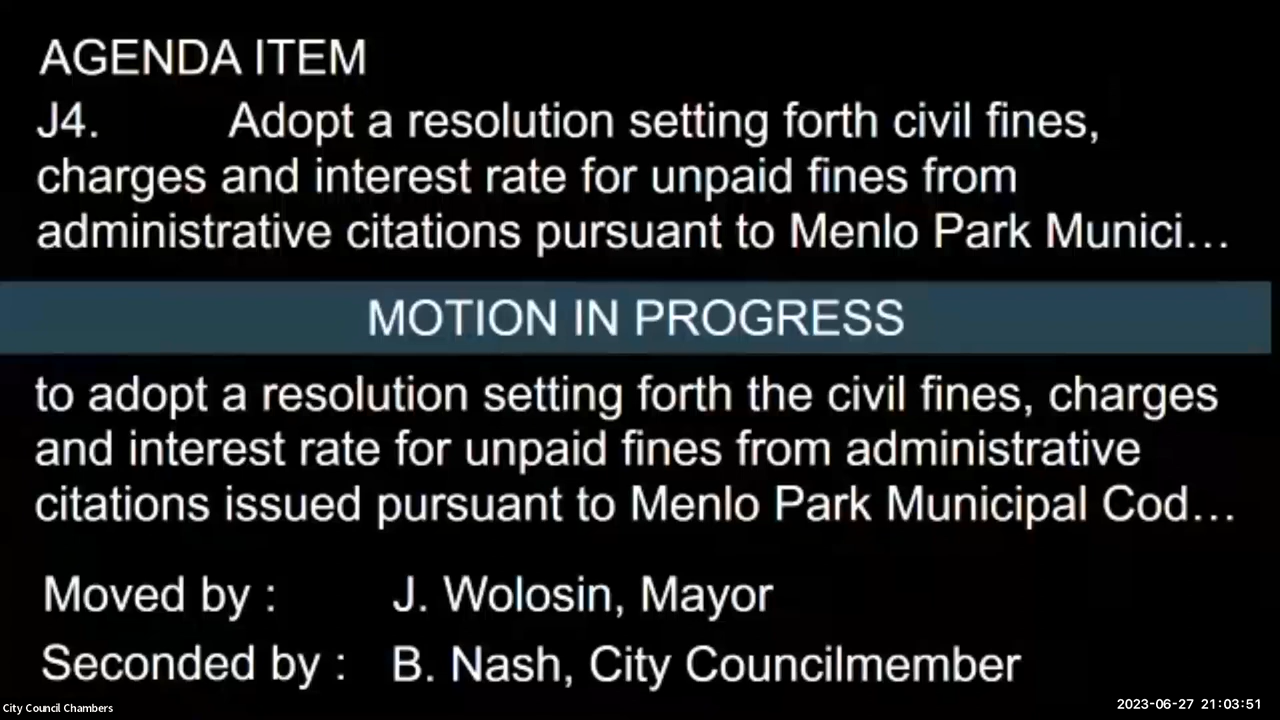 AGENDA ITEM
J4. Adopt a resolution setting forth civil fines,
charges and interest rate for unpaid fines from
administrative citations pursuant to Menlo Park Munici...
MOTION IN PROGRESS
to adopt a resolution setting forth the civil fines, charges
and interest rate for unpaid fines from administrative
citations issued pursuant to Menlo Park Municipal Cod...
Moved by : J. Wolosin, Mayor
Seconded by : B. Nash, City Councilmember
City Council Chambers
2023-06-27 21:03:51